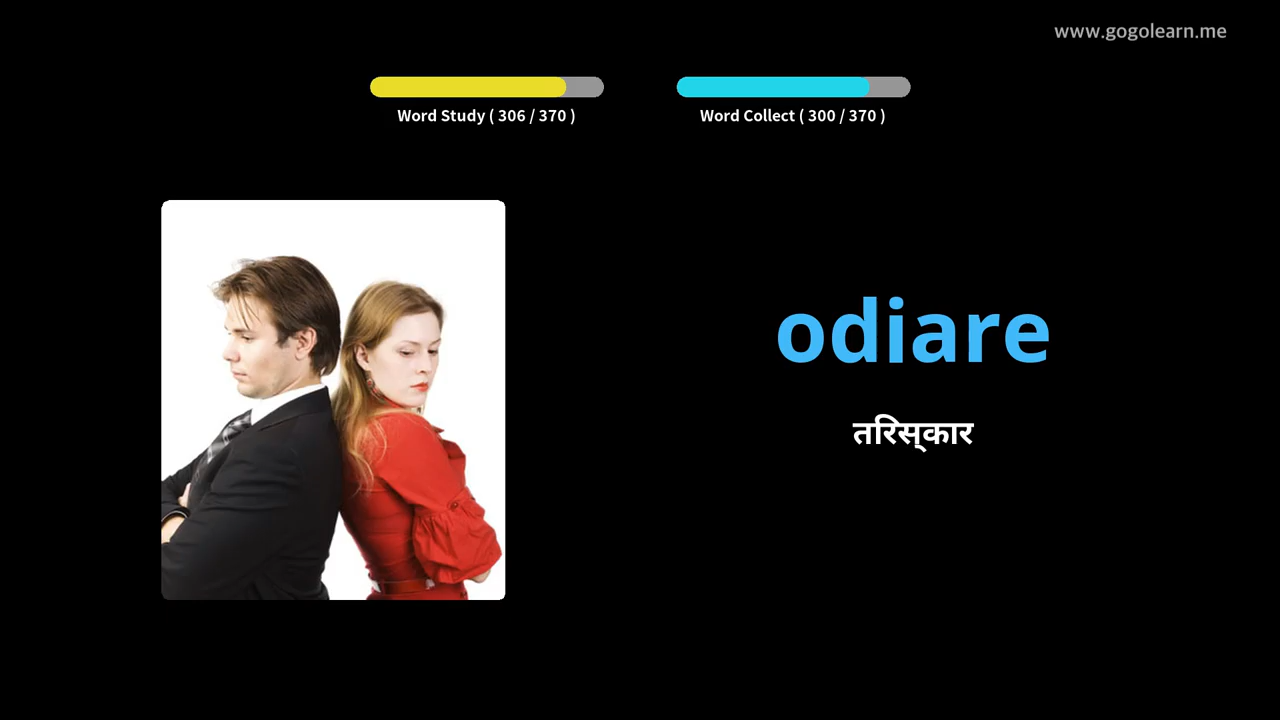 www.gogolearn.me
Word Study ( 306 / 370 )
Word Collect ( 300 / 370 )
odiare
तरिस्कार